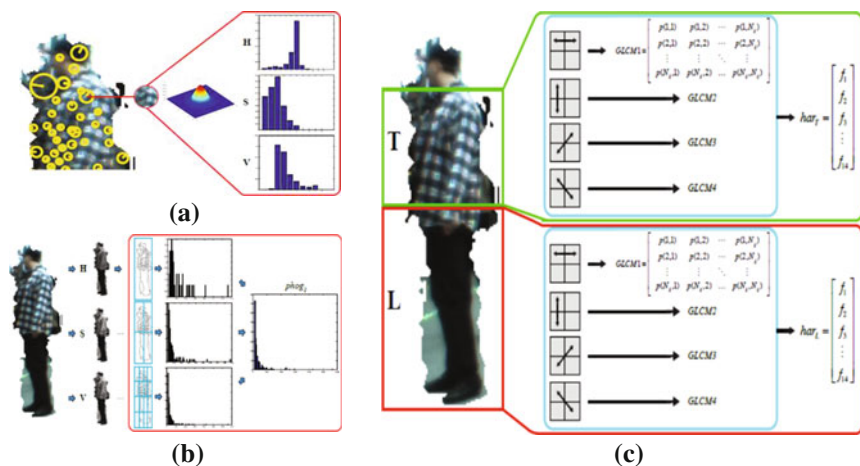 H
S
V
(a)
H
S
V
phog
(b)
T
GLCM1=
p(1,1) p(1,2) ... p(1,N_g)
p(2,1) p(2,2) ... p(2,N_g)
⋮ ⋮ ⋱ ⋮
p(N_g,1) p(N_g,2) ... p(N_g,N_g)
GLCM2
GLCM3
GLCM4
har_T =
f_1
f_2
f_3
⋮
f_14
L
GLCM1=
p(1,1) p(1,2) ... p(1,N_g)
p(2,1) p(2,2) ... p(2,N_g)
⋮ ⋮ ⋱ ⋮
p(N_g,1) p(N_g,2) ... p(N_g,N_g)
GLCM2
GLCM3
GLCM4
har_L =
f_1
f_2
f_3
⋮
f_14
(c)